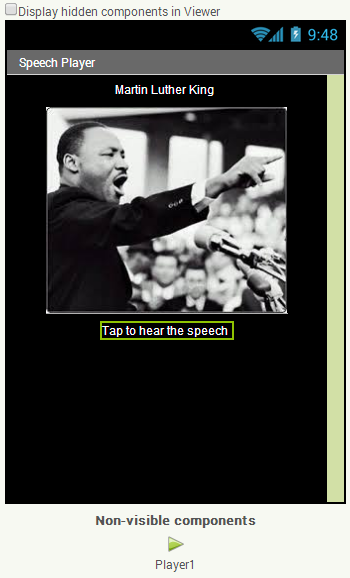 Display hidden components in Viewer
9:48
Speech Player
Martin Luther King
Tap to hear the speech
Non-visible components
Player1